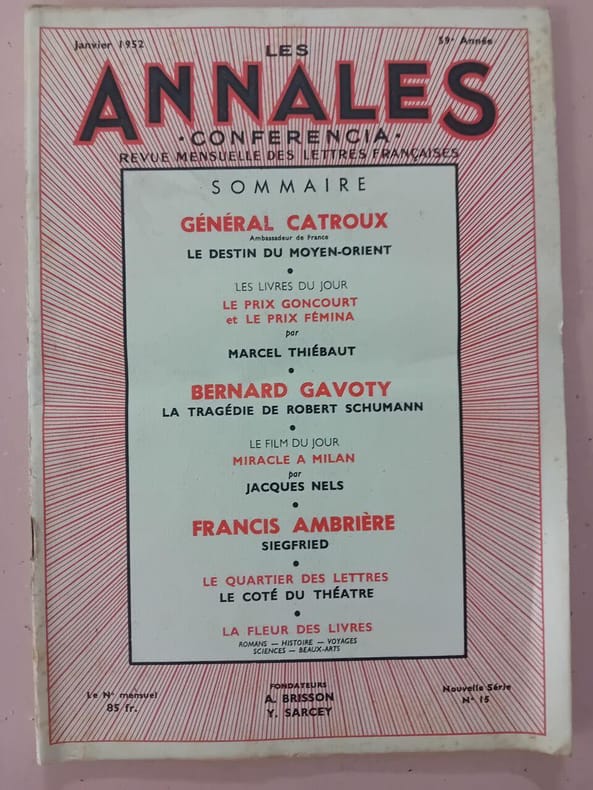 Janvier 1952
59e Année
LES
ANNALES
·CONFERENCIA·
REVUE MENSUELLE DES LETTRES FRANÇAISES
SOMMAIRE
GÉNÉRAL CATROUX
Ambassadeur de France
LE DESTIN DU MOYEN-ORIENT
•
LES LIVRES DU JOUR
LE PRIX GONCOURT
et LE PRIX FÉMINA
par
MARCEL THIÉBAUT
•
BERNARD GAVOTY
LA TRAGÉDIE DE ROBERT SCHUMANN
•
LE FILM DU JOUR
MIRACLE A MILAN
par
JACQUES NELS
•
FRANCIS AMBRIÈRE
SIEGFRIED
•
LE QUARTIER DES LETTRES
LE COTÉ DU THÉATRE
•
LA FLEUR DES LIVRES
ROMANS — HISTOIRE — VOYAGES
SCIENCES — BEAUX-ARTS
Le No mensuel
85 fr.
FONDATEURS
A. BRISSON
Y. SARCEY
Nouvelle Série
No 15